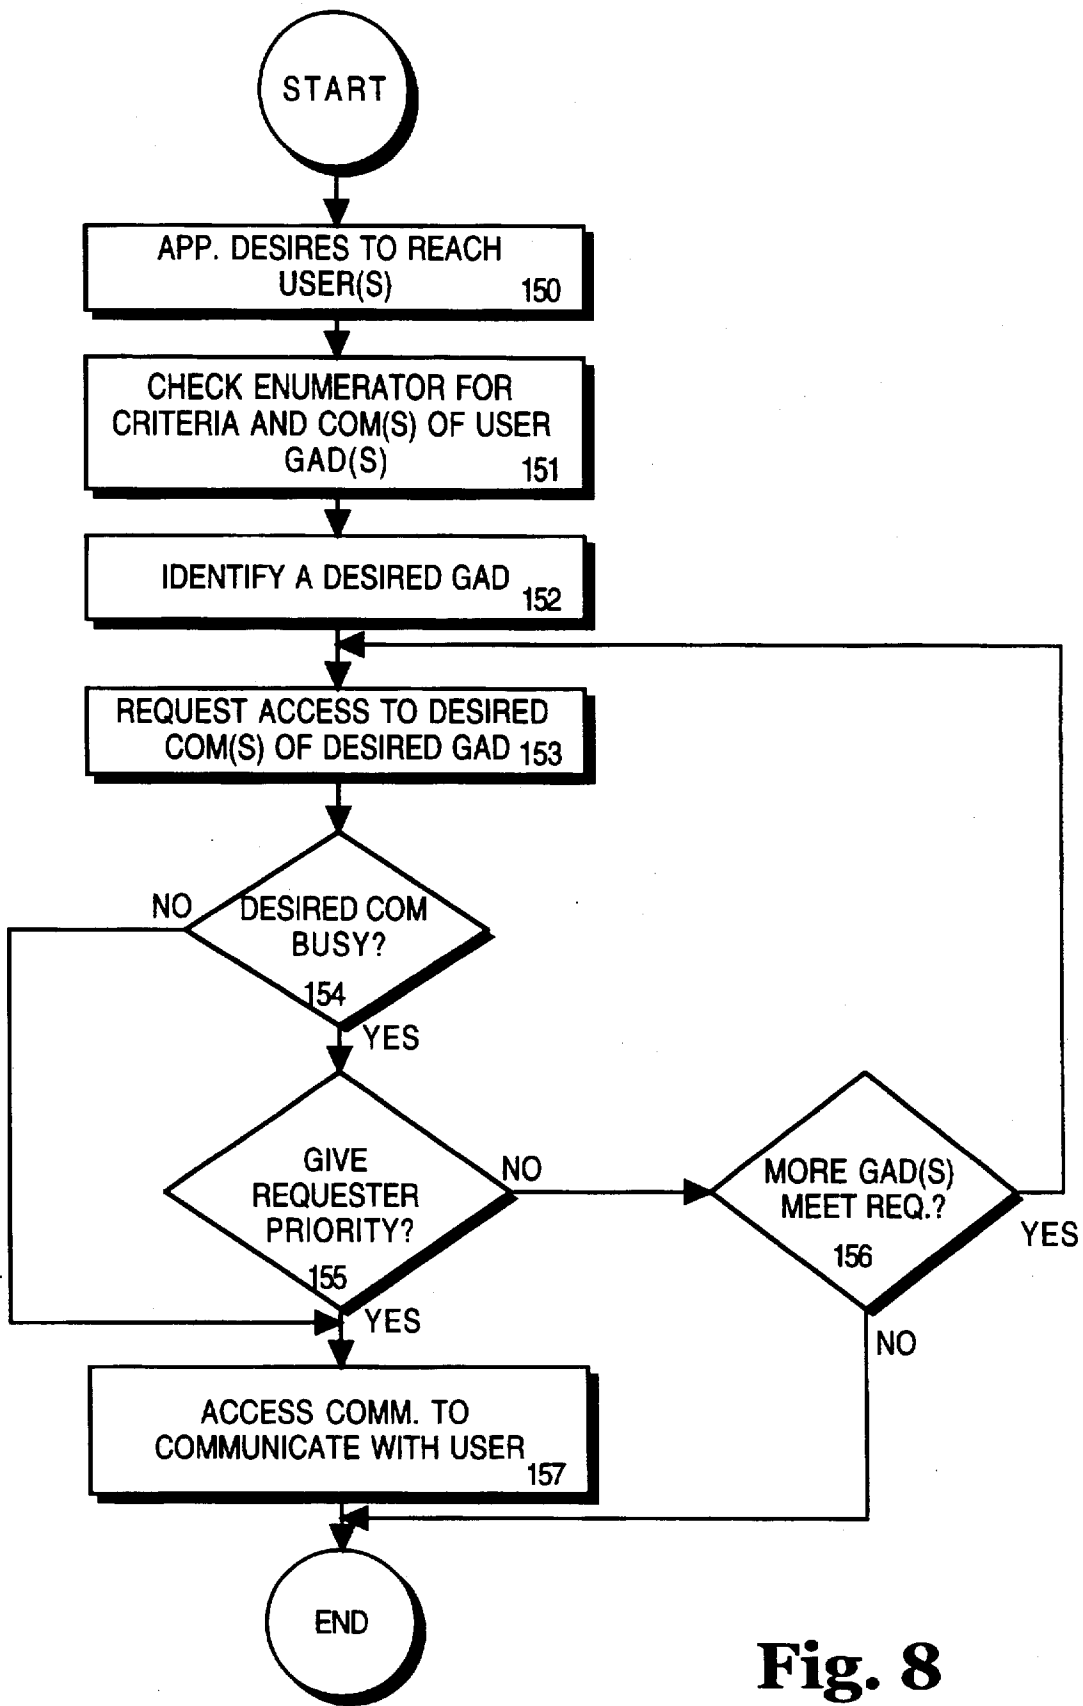 START
APP. DESIRES TO REACH
USER(S)
150
CHECK ENUMERATOR FOR
CRITERIA AND COM(S) OF USER
GAD(S)
151
IDENTIFY A DESIRED GAD
152
REQUEST ACCESS TO DESIRED
COM(S) OF DESIRED GAD 153
NO
DESIRED COM
BUSY?
154
YES
GIVE
REQUESTER
PRIORITY?
155
NO
YES
MORE GAD(S)
MEET REQ.?
156
YES
NO
ACCESS COMM. TO
COMMUNICATE WITH USER
157
END
Fig. 8